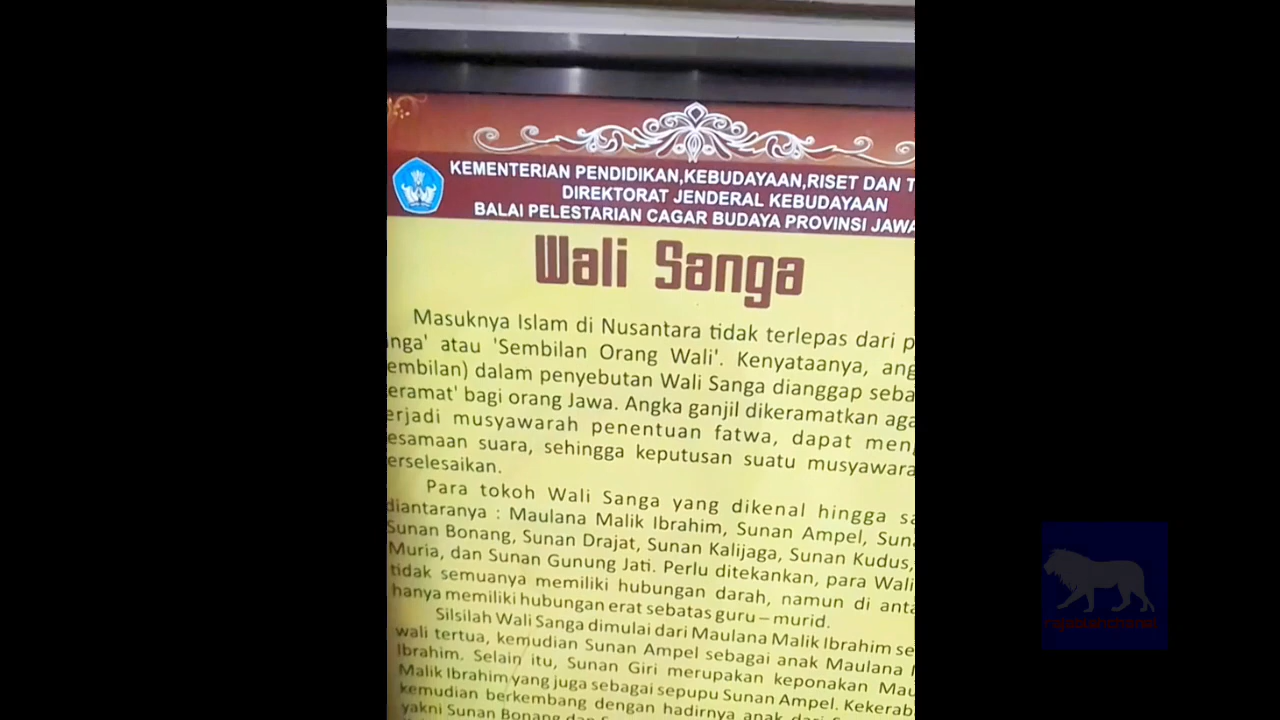 KEMENTERIAN PENDIDIKAN,KEBUDAYAAN,RISET DAN T
DIREKTORAT JENDERAL KEBUDAYAAN
BALAI PELESTARIAN CAGAR BUDAYA PROVINSI JAWA
Wali Sanga
Masuknya Islam di Nusantara tidak terlepas dari p
nga' atau 'Sembilan Orang Wali'. Kenyataanya, ang
embilan) dalam penyebutan Wali Sanga dianggap seba
eramat' bagi orang Jawa. Angka ganjil dikeramatkan aga
erjadi musyawarah penentuan fatwa, dapat meng
esamaan suara, sehingga keputusan suatu musyawara
erselesaikan.
Para tokoh Wali Sanga yang dikenal hingga sa
diantaranya : Maulana Malik Ibrahim, Sunan Ampel, Suna
Sunan Bonang, Sunan Drajat, Sunan Kalijaga, Sunan Kudus,
Muria, dan Sunan Gunung Jati. Perlu ditekankan, para Wali
tidak semuanya memiliki hubungan darah, namun di anta
hanya memiliki hubungan erat sebatas guru – murid.
Silsilah Wali Sanga dimulai dari Maulana Malik Ibrahim se
wali tertua, kemudian Sunan Ampel sebagai anak Maulana
Ibrahim. Selain itu, Sunan Giri merupakan keponakan Mau
Malik Ibrahim yang juga sebagai sepupu Sunan Ampel. Kekerab
kemudian berkembang dengan hadirnya anak dari
yakni Sunan Bonang dan